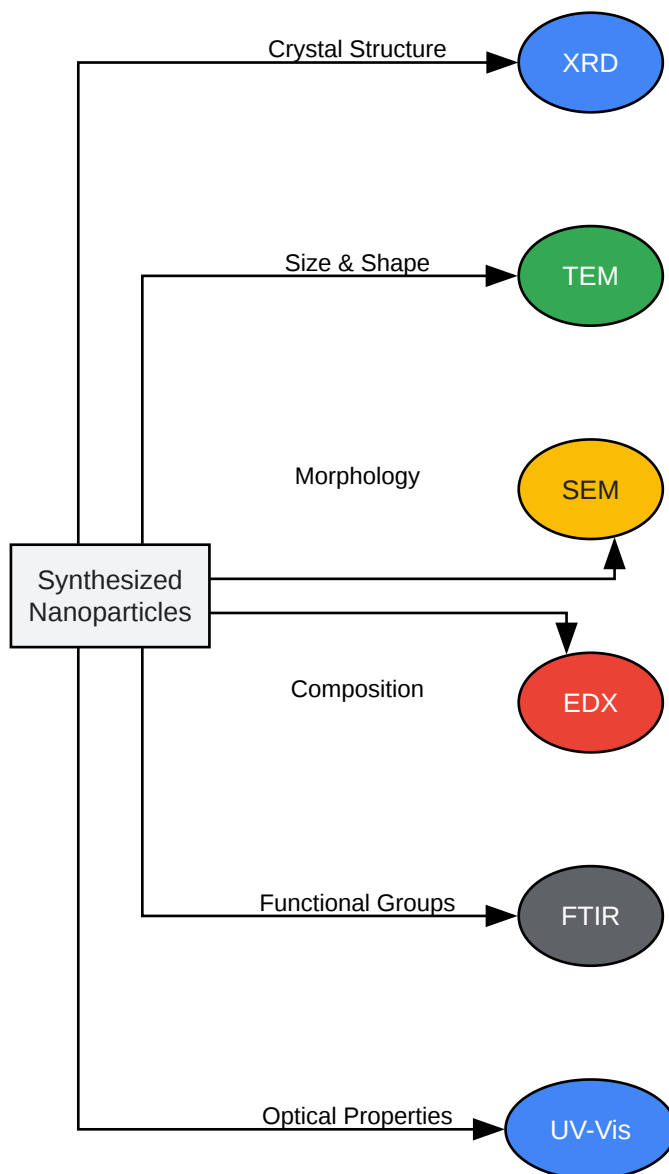 Crystal Structure
XRD
Size & Shape
TEM
Morphology
SEM
Synthesized
Nanoparticles
Composition
EDX
Functional Groups
FTIR
Optical Properties
UV-Vis